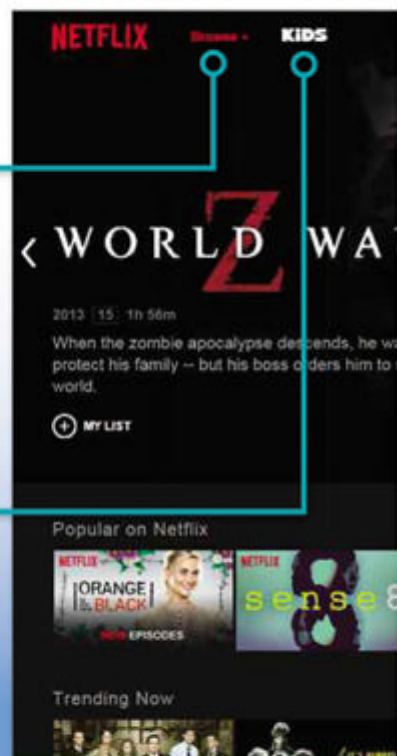 NETFLIX Browse KiDS
WORLD Z WA
2013 15 1h 56m
When the zombie apocalypse descends, he wa
protect his family -- but his boss orders him to
world.
+ MY LIST
Popular on Netflix
NETFLIX
ORANGE IS THE NEW BLACK
NEW EPISODES
NETFLIX
sense8
Trending Now